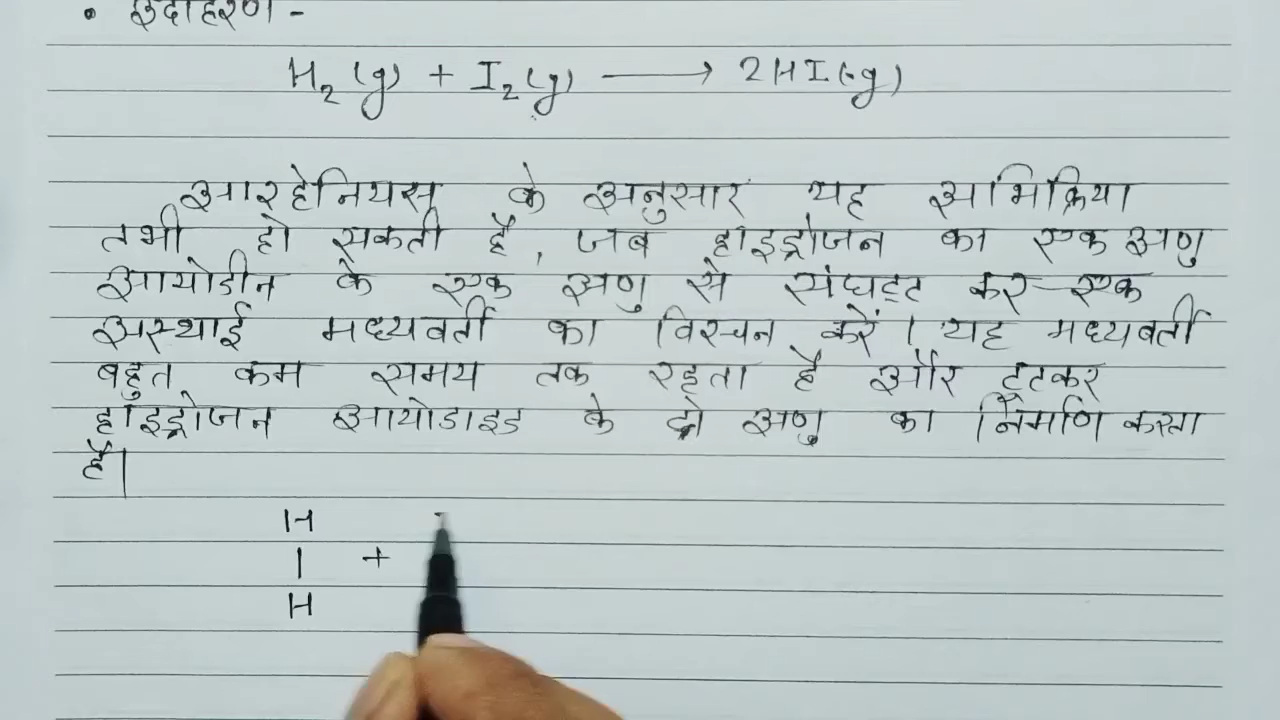 • उदाहरण -
H₂ (g) + I₂ (g) ⟶ 2HI(g)
आरहेनियस के अनुसार यह अभिक्रिया
तभी हो सकती है, जब हाइड्रोजन का एक अणु
आयोडीन के एक अणु से संघट्ट कर एक
अस्थाई मध्यवर्ती का विरचन करें। यह मध्यवर्ती
बहुत कम समय तक रहता है और टूटकर
हाइड्रोजन आयोडाइड के दो अणु का निर्माण करता
है।
H
| +
H